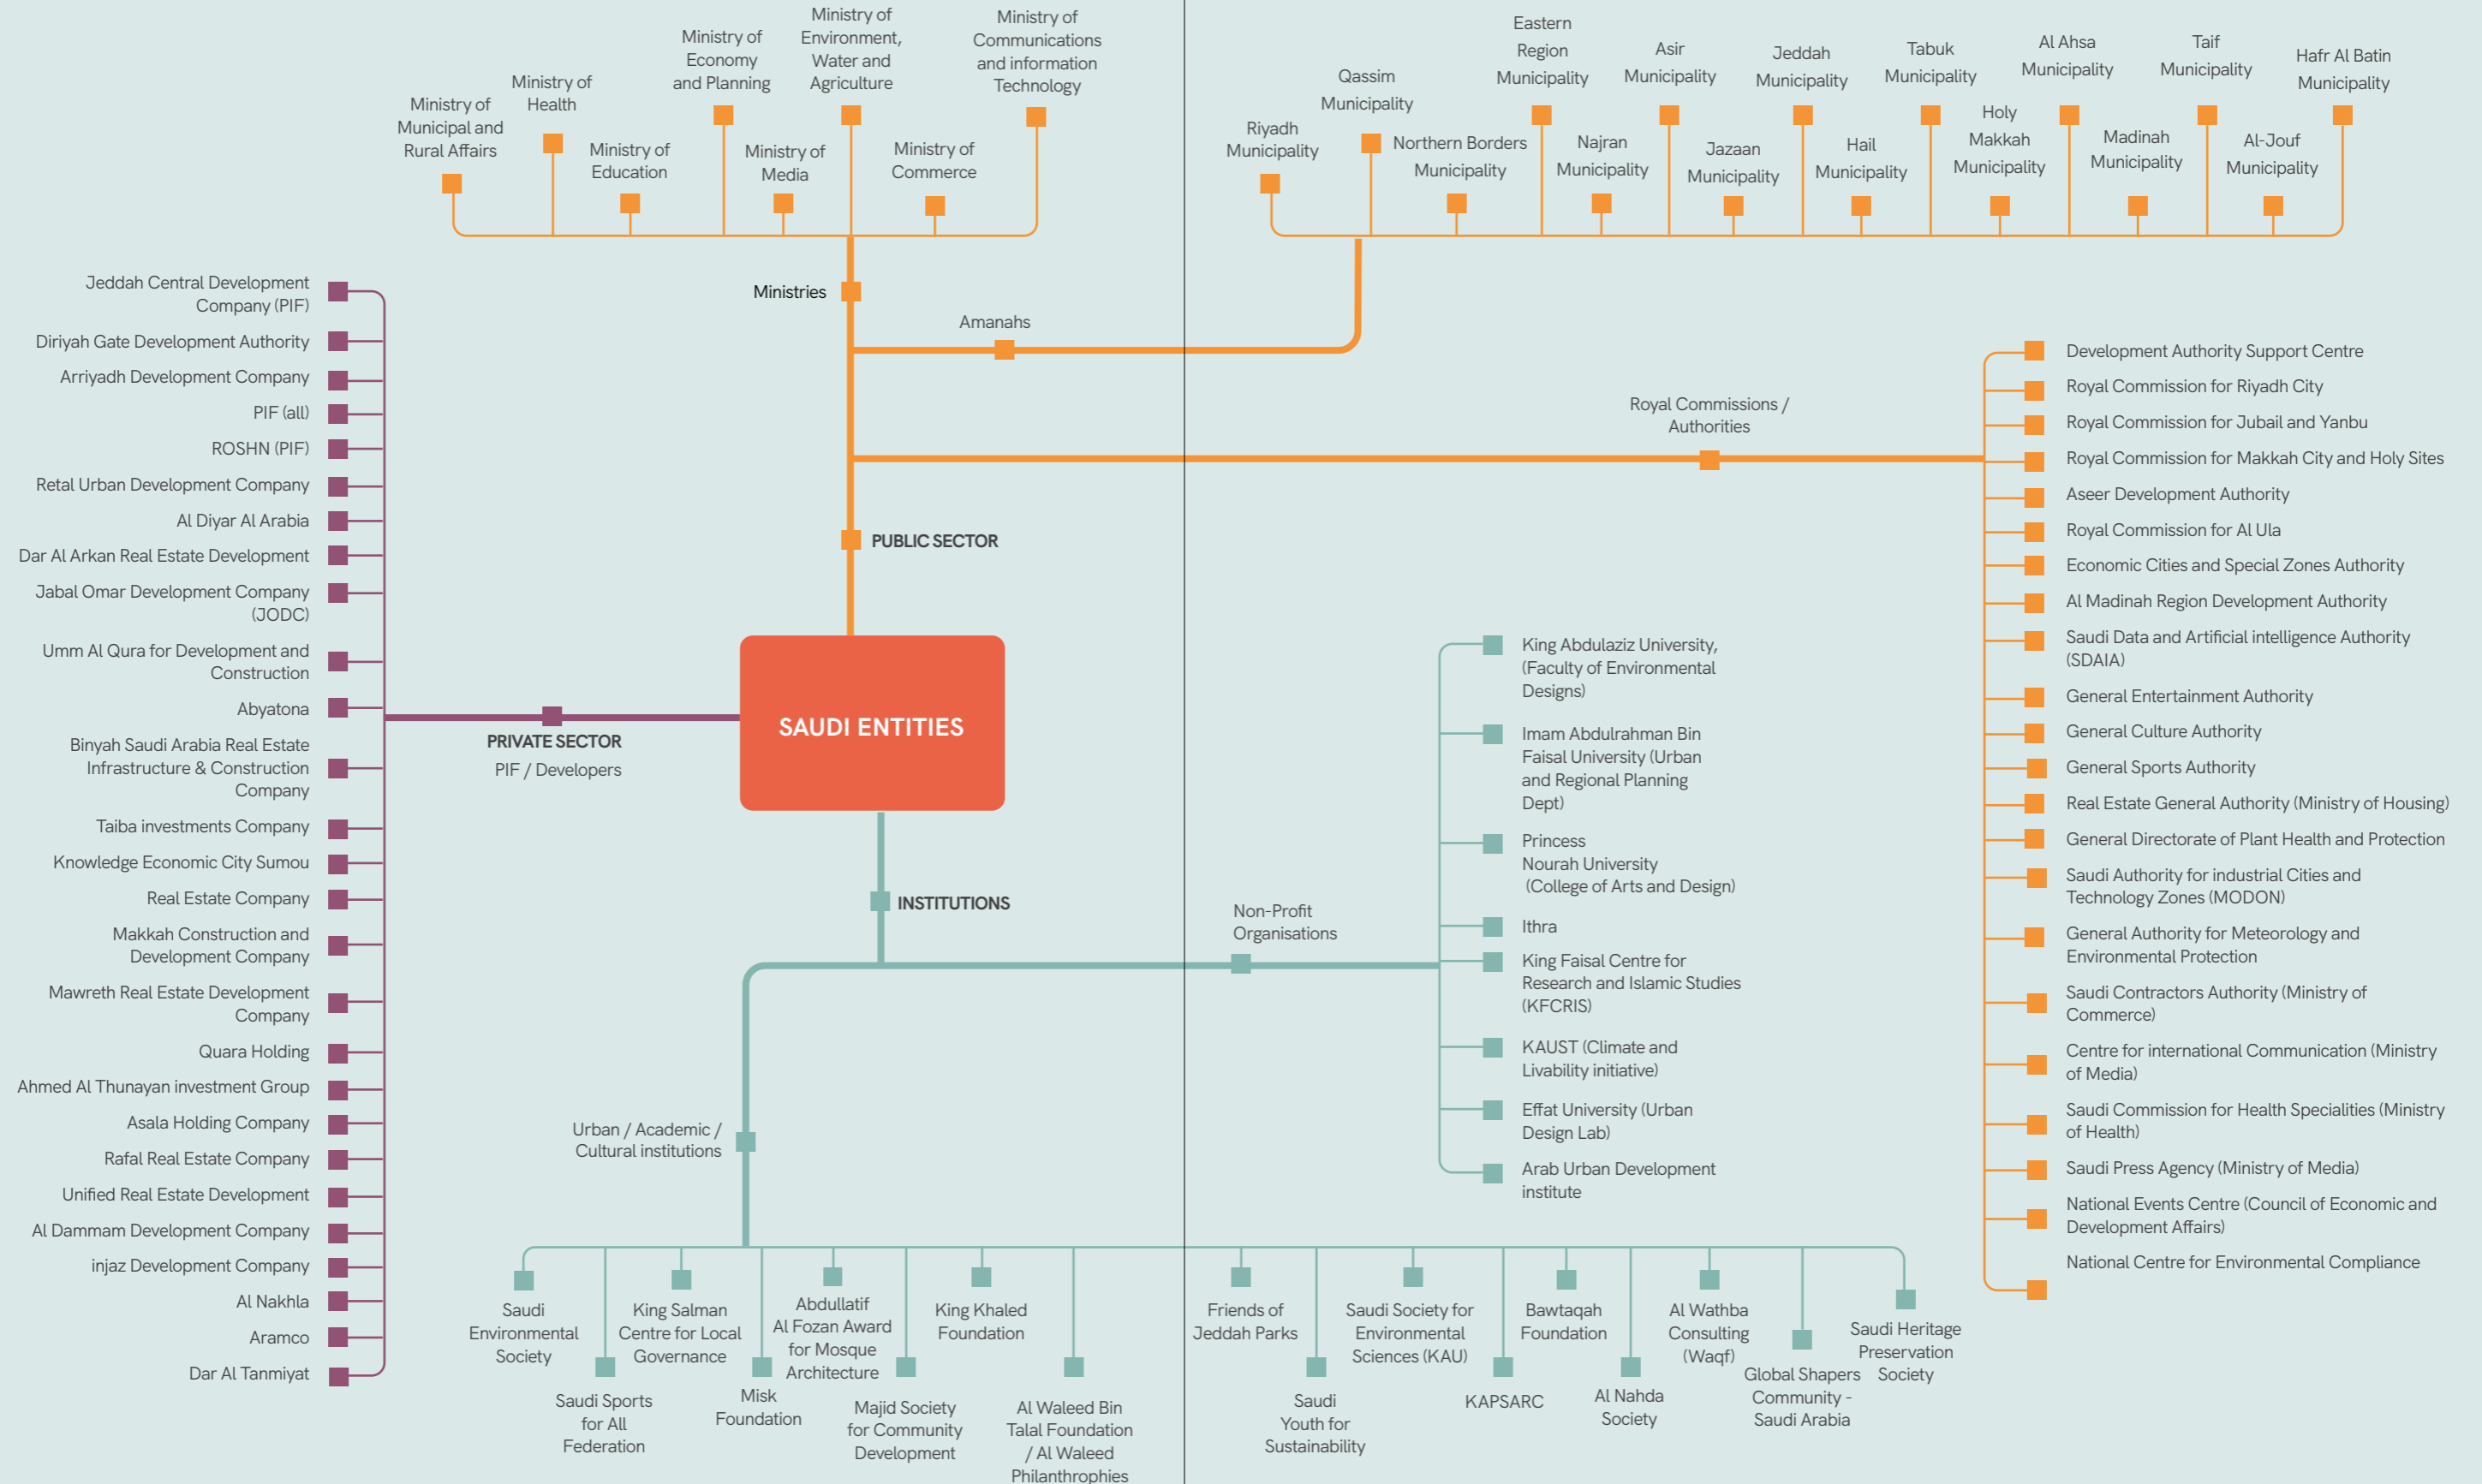 Ministry of
Municipal and
Rural Affairs
Ministry of
Health
Ministry of
Education
Ministry of
Economy
and Planning
Ministry of
Media
Ministry of
Environment,
Water and
Agriculture
Ministry of
Commerce
Ministry of
Communications
and information
Technology
Riyadh
Municipality
Qassim
Municipality
Northern Borders
Municipality
Eastern
Region
Municipality
Najran
Municipality
Asir
Municipality
Jazaan
Municipality
Jeddah
Municipality
Hail
Municipality
Tabuk
Municipality
Holy
Makkah
Municipality
Al Ahsa
Municipality
Madinah
Municipality
Taif
Municipality
Al-Jouf
Municipality
Hafr Al Batin
Municipality
Ministries
Amanahs
Royal Commissions /
Authorities
PUBLIC SECTOR
SAUDI ENTITIES
PRIVATE SECTOR
PIF / Developers
INSTITUTIONS
Non-Profit
Organisations
Urban / Academic /
Cultural institutions
Jeddah Central Development
Company (PIF)
Diriyah Gate Development Authority
Arriyadh Development Company
PIF (all)
ROSHN (PIF)
Retal Urban Development Company
Al Diyar Al Arabia
Dar Al Arkan Real Estate Development
Jabal Omar Development Company
(JODC)
Umm Al Qura for Development and
Construction
Abyatona
Binyah Saudi Arabia Real Estate
Infrastructure & Construction
Company
Taiba investments Company
Knowledge Economic City Sumou
Real Estate Company
Makkah Construction and
Development Company
Mawreth Real Estate Development
Company
Quara Holding
Ahmed Al Thunayan investment Group
Asala Holding Company
Rafal Real Estate Company
Unified Real Estate Development
Al Dammam Development Company
injaz Development Company
Al Nakhla
Aramco
Dar Al Tanmiyat
Development Authority Support Centre
Royal Commission for Riyadh City
Royal Commission for Jubail and Yanbu
Royal Commission for Makkah City and Holy Sites
Aseer Development Authority
Royal Commission for Al Ula
Economic Cities and Special Zones Authority
Al Madinah Region Development Authority
Saudi Data and Artificial intelligence Authority
(SDAIA)
General Entertainment Authority
General Culture Authority
General Sports Authority
Real Estate General Authority (Ministry of Housing)
General Directorate of Plant Health and Protection
Saudi Authority for industrial Cities and
Technology Zones (MODON)
General Authority for Meteorology and
Environmental Protection
Saudi Contractors Authority (Ministry of
Commerce)
Centre for international Communication (Ministry
of Media)
Saudi Commission for Health Specialities (Ministry
of Health)
Saudi Press Agency (Ministry of Media)
National Events Centre (Council of Economic and
Development Affairs)
National Centre for Environmental Compliance
King Abdulaziz University,
(Faculty of Environmental
Designs)
Imam Abdulrahman Bin
Faisal University (Urban
and Regional Planning
Dept)
Princess
Nourah University
(College of Arts and Design)
Ithra
King Faisal Centre for
Research and Islamic Studies
(KFCRIS)
KAUST (Climate and
Livability initiative)
Effat University (Urban
Design Lab)
Arab Urban Development
institute
Saudi
Environmental
Society
Saudi Sports
for All
Federation
King Salman
Centre for Local
Governance
Misk
Foundation
Abdullatif
Al Fozan Award
for Mosque
Architecture
Majid Society
for Community
Development
King Khaled
Foundation
Al Waleed Bin
Talal Foundation
/ Al Waleed
Philanthrophies
Friends of
Jeddah Parks
Saudi
Youth for
Sustainability
Saudi Society for
Environmental
Sciences (KAU)
KAPSARC
Bawtaqah
Foundation
Al Nahda
Society
Al Wathba
Consulting
(Waqf)
Global Shapers
Community -
Saudi Arabia
Saudi Heritage
Preservation
Society